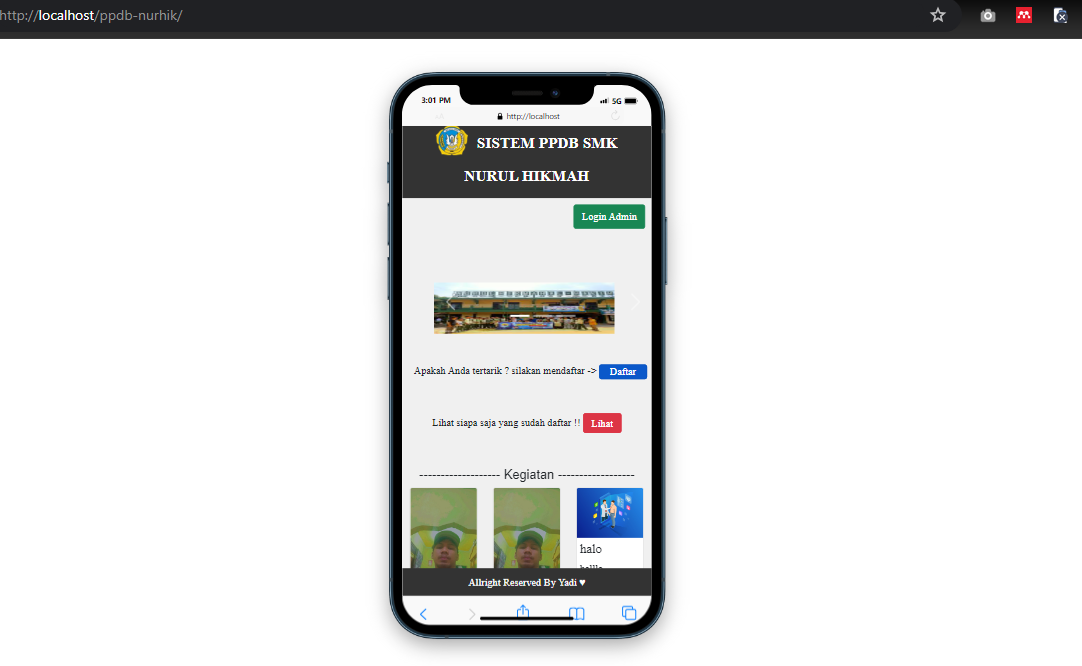 http://localhost/ppdb-nurhik/
3:01 PM
5G
http://localhost
SISTEM PPDB SMK
NURUL HIKMAH
Login Admin
Apakah Anda tertarik ? silakan mendaftar -> Daftar
Lihat siapa saja yang sudah daftar !! Lihat
------------------- Kegiatan ------------------
halo
Allright Reserved By Yadi ♥